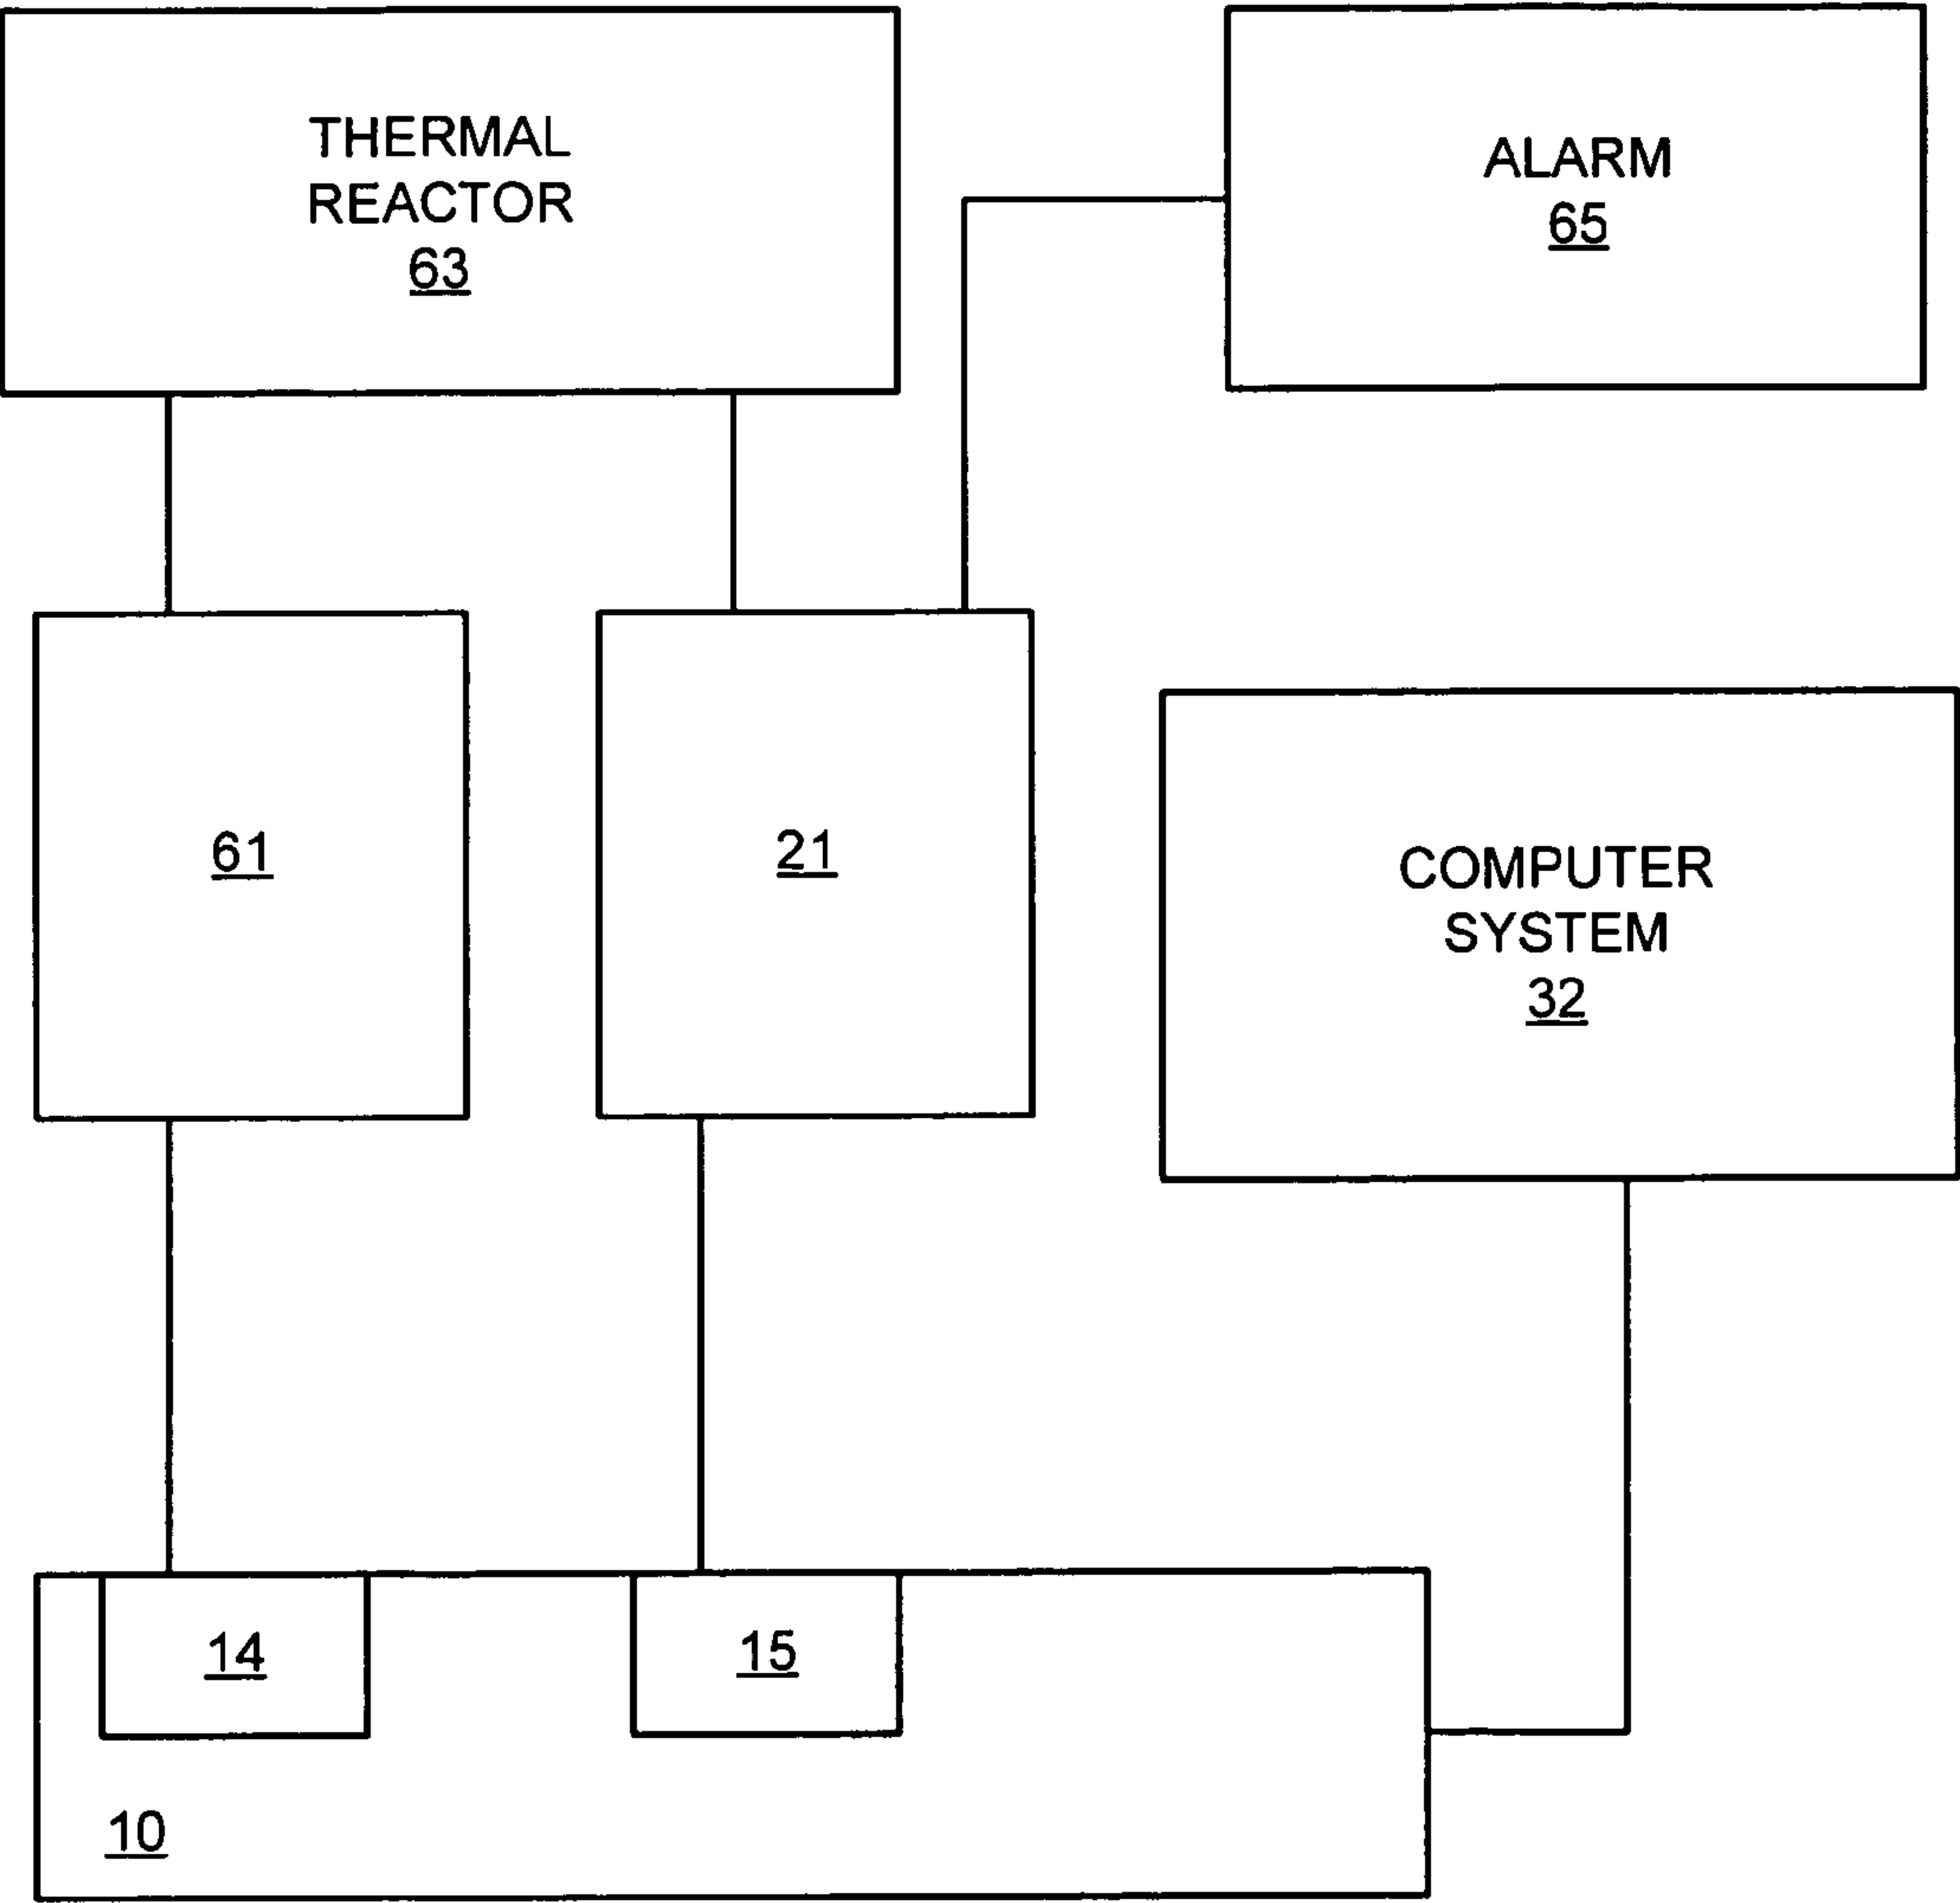 THERMAL
REACTOR
63
ALARM
65
61
21
COMPUTER
SYSTEM
32
14
15
10